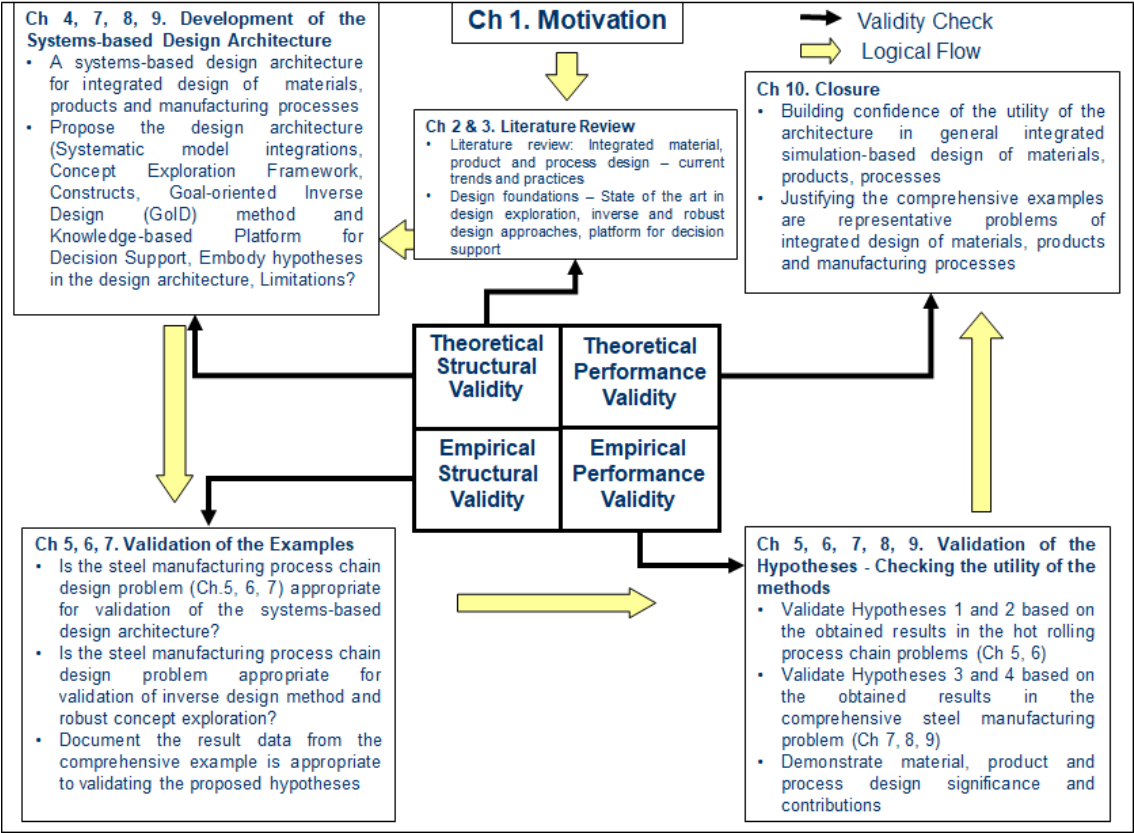 Ch 4, 7, 8, 9. Development of the
Systems-based Design Architecture
• A systems-based design architecture
for integrated design of materials,
products and manufacturing processes
• Propose the design architecture
(Systematic model integrations,
Concept Exploration Framework,
Constructs, Goal-oriented Inverse
Design (GoID) method and
Knowledge-based Platform for
Decision Support, Embody hypotheses
in the design architecture, Limitations?
Ch 1. Motivation
Validity Check
Logical Flow
Ch 2 & 3. Literature Review
• Literature review: Integrated material,
product and process design – current
trends and practices
• Design foundations – State of the art in
design exploration, inverse and robust
design approaches, platform for decision
support
Ch 10. Closure
• Building confidence of the utility of the
architecture in general integrated
simulation-based design of materials,
products, processes
• Justifying the comprehensive examples
are representative problems of
integrated design of materials, products
and manufacturing processes
Theoretical
Structural
Validity
Theoretical
Performance
Validity
Empirical
Structural
Validity
Empirical
Performance
Validity
Ch 5, 6, 7. Validation of the Examples
• Is the steel manufacturing process chain
design problem (Ch.5, 6, 7) appropriate
for validation of the systems-based
design architecture?
• Is the steel manufacturing process chain
design problem appropriate for
validation of inverse design method and
robust concept exploration?
• Document the result data from the
comprehensive example is appropriate
to validating the proposed hypotheses
Ch 5, 6, 7, 8, 9. Validation of the
Hypotheses - Checking the utility of the
methods
• Validate Hypotheses 1 and 2 based on
the obtained results in the hot rolling
process chain problems (Ch 5, 6)
• Validate Hypotheses 3 and 4 based on
the obtained results in the
comprehensive steel manufacturing
problem (Ch 7, 8, 9)
• Demonstrate material, product and
process design significance and
contributions